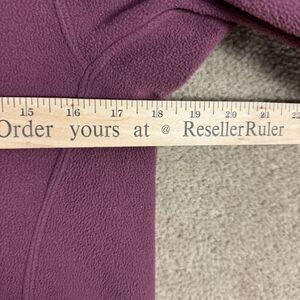 15 16 17 18 19 20 21 22
Order yours at @ ResellerRuler